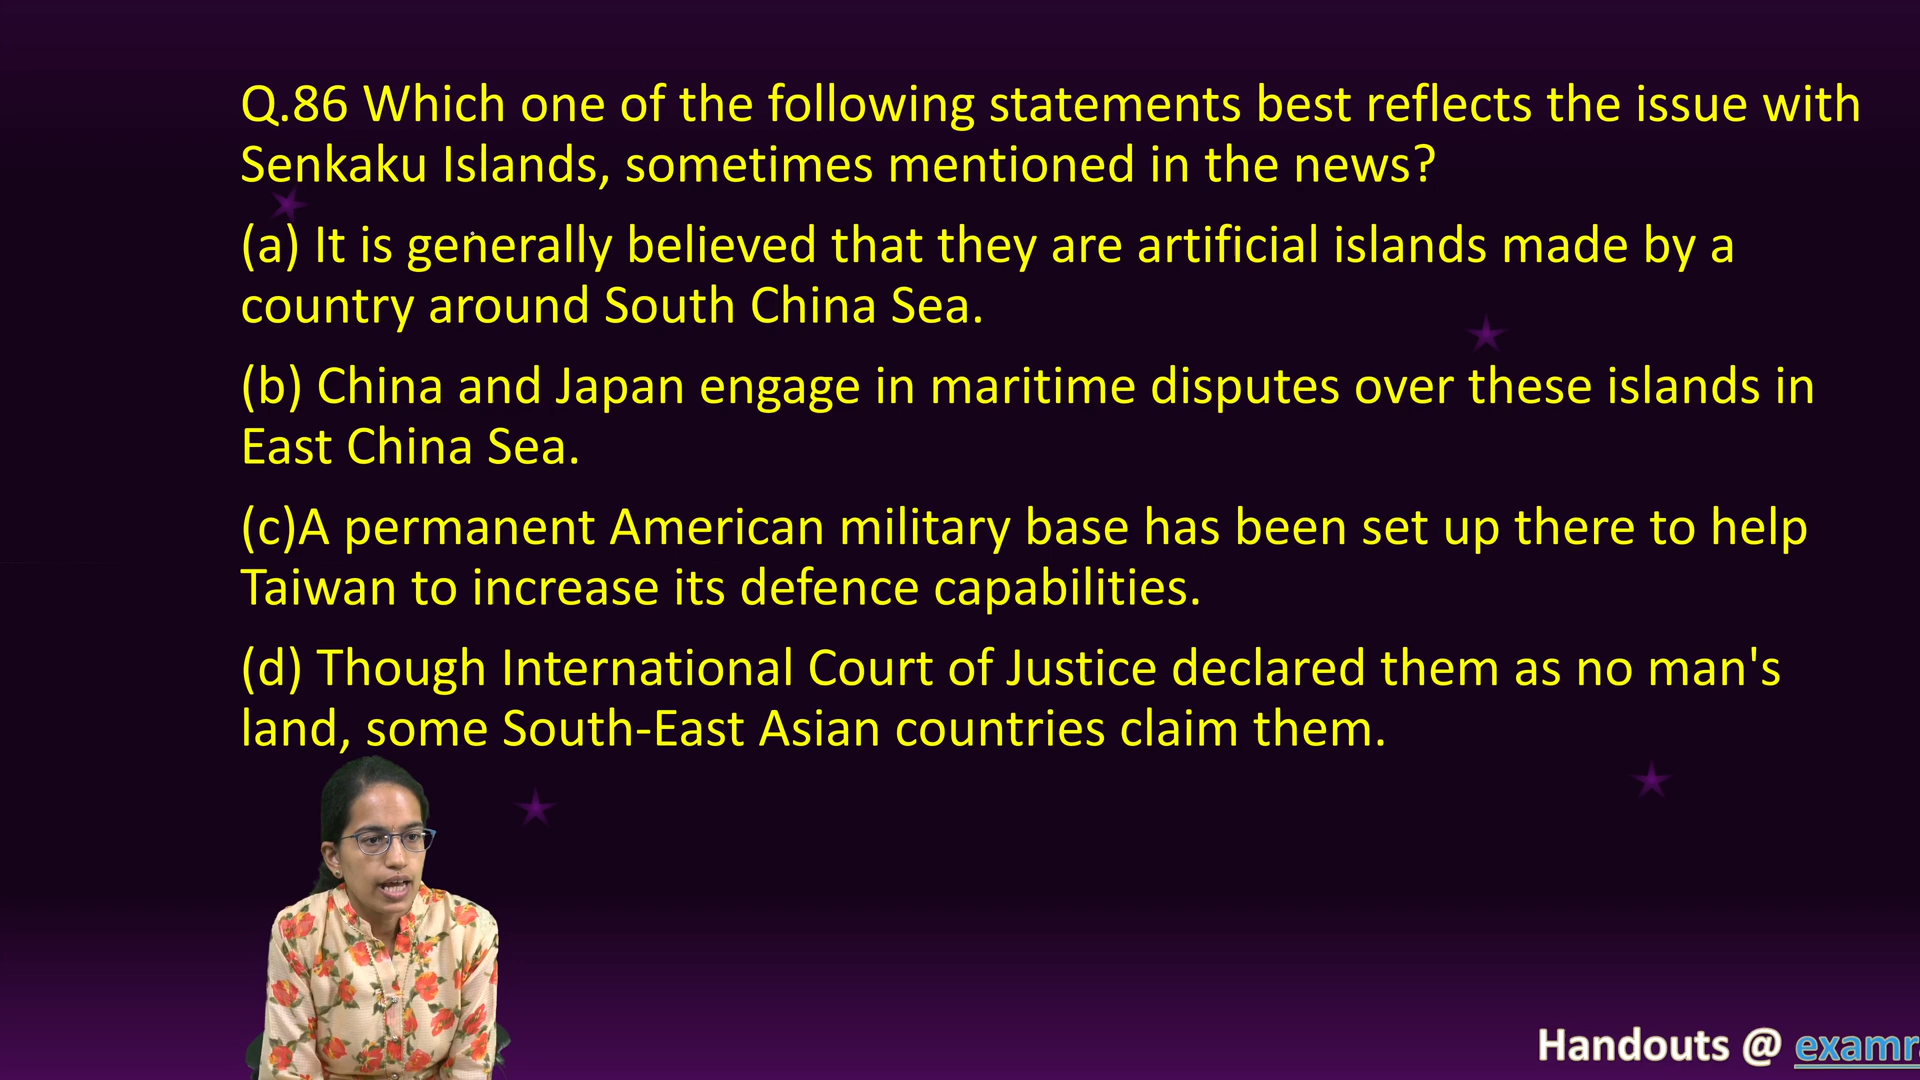 Q.86 Which one of the following statements best reflects the issue with
Senkaku Islands, sometimes mentioned in the news?
(a) It is generally believed that they are artificial islands made by a
country around South China Sea.
(b) China and Japan engage in maritime disputes over these islands in
East China Sea.
(c)A permanent American military base has been set up there to help
Taiwan to increase its defence capabilities.
(d) Though International Court of Justice declared them as no man's
land, some South-East Asian countries claim them.
Handouts @